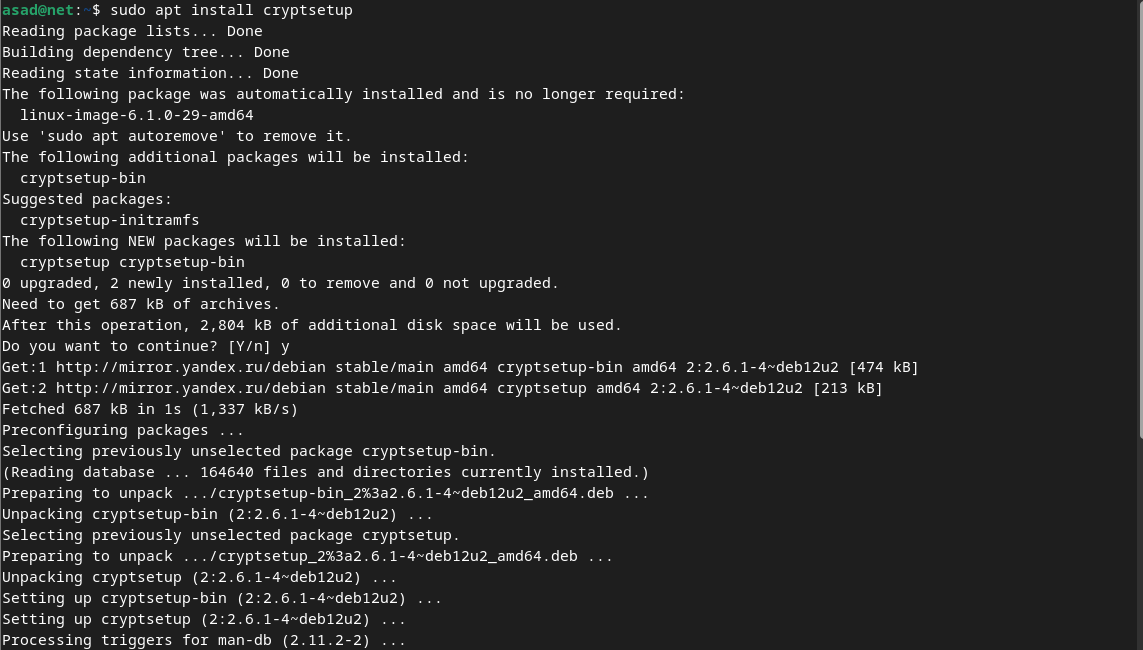 asad@net:~$ sudo apt install cryptsetup
Reading package lists... Done
Building dependency tree... Done
Reading state information... Done
The following package was automatically installed and is no longer required:
  linux-image-6.1.0-29-amd64
Use 'sudo apt autoremove' to remove it.
The following additional packages will be installed:
  cryptsetup-bin
Suggested packages:
  cryptsetup-initramfs
The following NEW packages will be installed:
  cryptsetup cryptsetup-bin
0 upgraded, 2 newly installed, 0 to remove and 0 not upgraded.
Need to get 687 kB of archives.
After this operation, 2,804 kB of additional disk space will be used.
Do you want to continue? [Y/n] y
Get:1 http://mirror.yandex.ru/debian stable/main amd64 cryptsetup-bin amd64 2:2.6.1-4~deb12u2 [474 kB]
Get:2 http://mirror.yandex.ru/debian stable/main amd64 cryptsetup amd64 2:2.6.1-4~deb12u2 [213 kB]
Fetched 687 kB in 1s (1,337 kB/s)
Preconfiguring packages ...
Selecting previously unselected package cryptsetup-bin.
(Reading database ... 164640 files and directories currently installed.)
Preparing to unpack .../cryptsetup-bin_2%3a2.6.1-4~deb12u2_amd64.deb ...
Unpacking cryptsetup-bin (2:2.6.1-4~deb12u2) ...
Selecting previously unselected package cryptsetup.
Preparing to unpack .../cryptsetup_2%3a2.6.1-4~deb12u2_amd64.deb ...
Unpacking cryptsetup (2:2.6.1-4~deb12u2) ...
Setting up cryptsetup-bin (2:2.6.1-4~deb12u2) ...
Setting up cryptsetup (2:2.6.1-4~deb12u2) ...
Processing triggers for man-db (2.11.2-2) ...